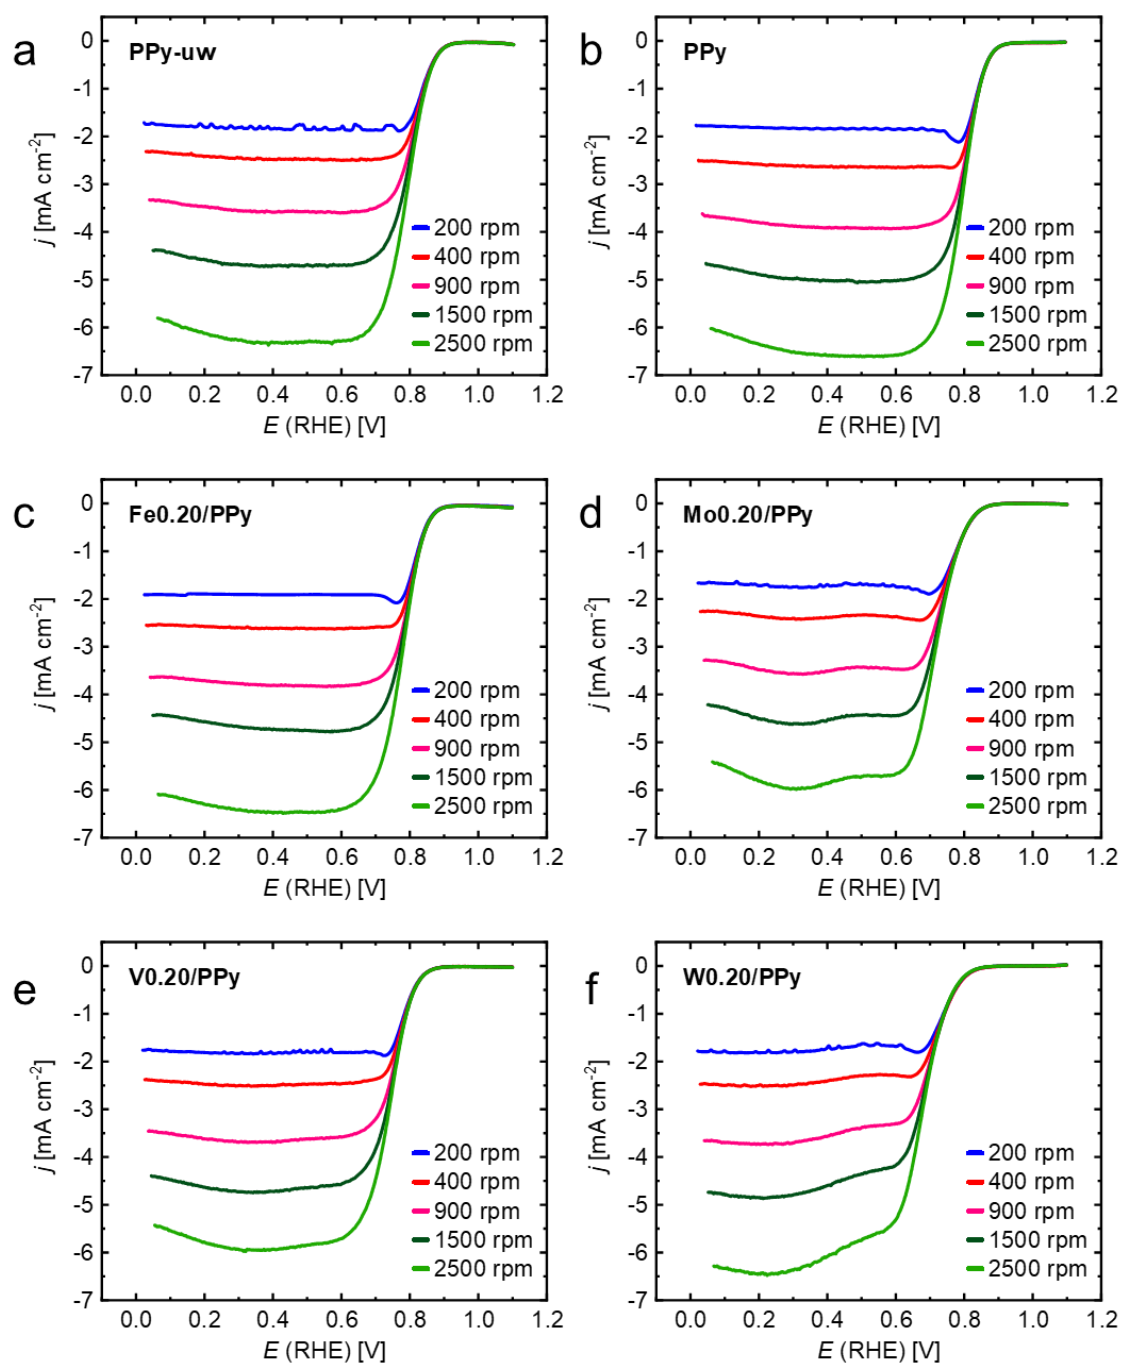 a
PPy-uw
0
-1
-2
-3
-4
-5
-6
-7
j [mA cm-2]
200 rpm
400 rpm
900 rpm
1500 rpm
2500 rpm
0.0 0.2 0.4 0.6 0.8 1.0 1.2
E (RHE) [V]
b
PPy
0
-1
-2
-3
-4
-5
-6
-7
j [mA cm-2]
200 rpm
400 rpm
900 rpm
1500 rpm
2500 rpm
0.0 0.2 0.4 0.6 0.8 1.0 1.2
E (RHE) [V]
c
Fe0.20/PPy
0
-1
-2
-3
-4
-5
-6
-7
j [mA cm-2]
200 rpm
400 rpm
900 rpm
1500 rpm
2500 rpm
0.0 0.2 0.4 0.6 0.8 1.0 1.2
E (RHE) [V]
d
Mo0.20/PPy
0
-1
-2
-3
-4
-5
-6
-7
j [mA cm-2]
200 rpm
400 rpm
900 rpm
1500 rpm
2500 rpm
0.0 0.2 0.4 0.6 0.8 1.0 1.2
E (RHE) [V]
e
V0.20/PPy
0
-1
-2
-3
-4
-5
-6
-7
j [mA cm-2]
200 rpm
400 rpm
900 rpm
1500 rpm
2500 rpm
0.0 0.2 0.4 0.6 0.8 1.0 1.2
E (RHE) [V]
f
W0.20/PPy
0
-1
-2
-3
-4
-5
-6
-7
j [mA cm-2]
200 rpm
400 rpm
900 rpm
1500 rpm
2500 rpm
0.0 0.2 0.4 0.6 0.8 1.0 1.2
E (RHE) [V]